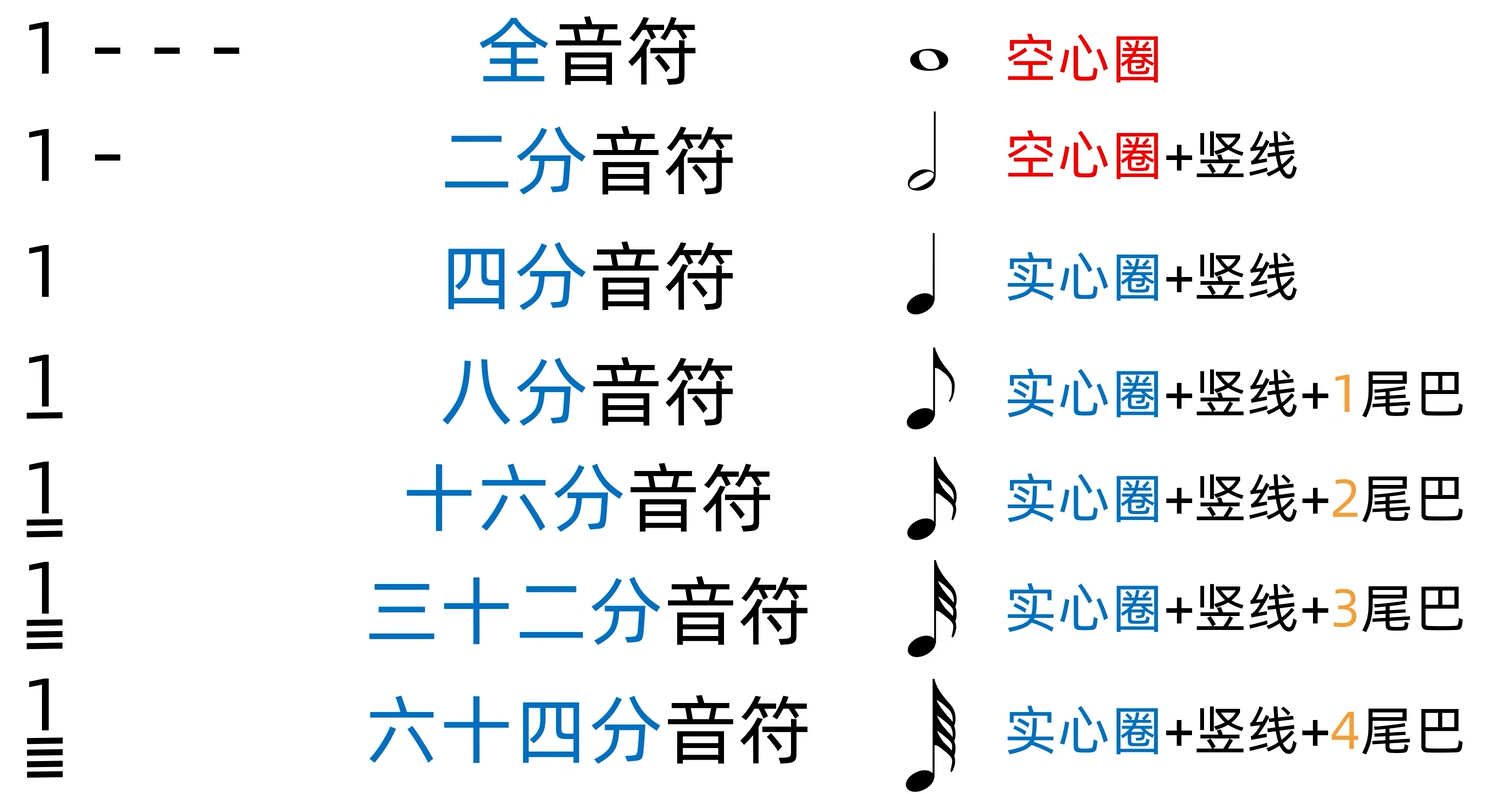 1 - - - 全音符 空心圈
1 - 二分音符 空心圈+竖线
1 四分音符 实心圈+竖线
1 八分音符 实心圈+竖线+1尾巴
1 十六分音符 实心圈+竖线+2尾巴
1 三十二分音符 实心圈+竖线+3尾巴
1 六十四分音符 实心圈+竖线+4尾巴